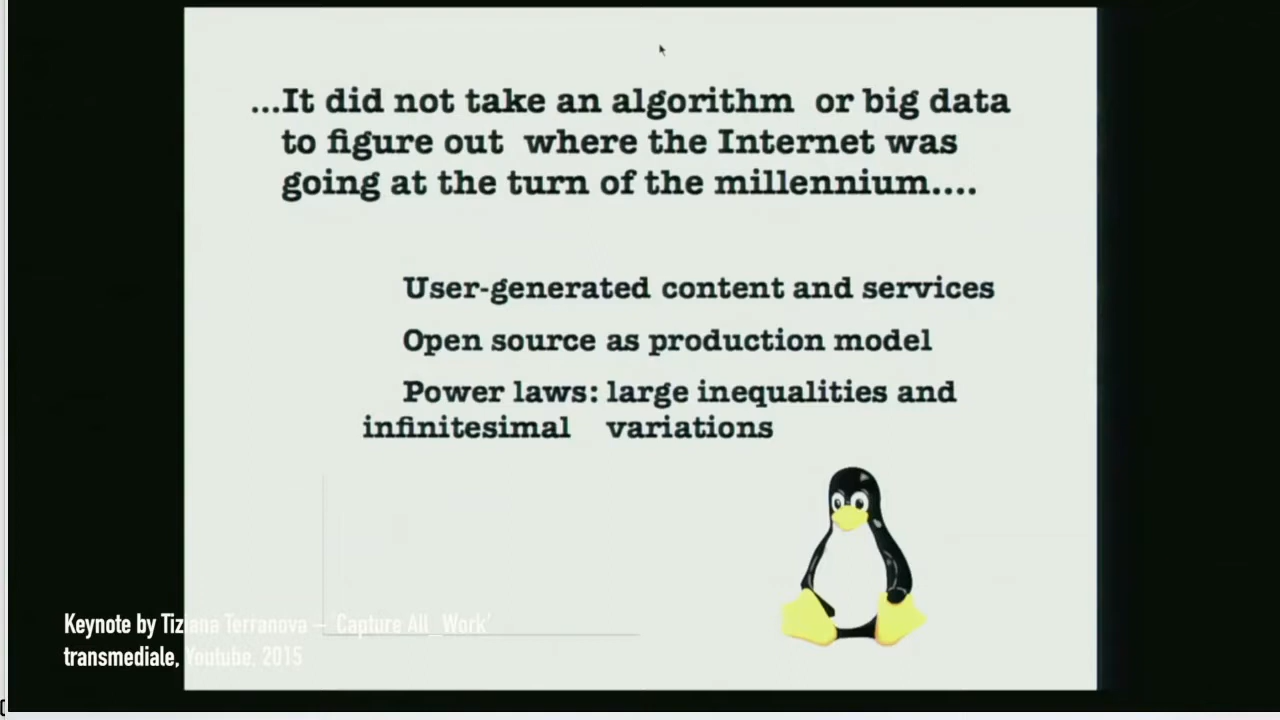 ...It did not take an algorithm or big data
to figure out where the Internet was
going at the turn of the millennium....
User-generated content and services
Open source as production model
Power laws: large inequalities and
infinitesimal variations
Keynote by Tiziana Terranova – 'Capture All_Work'
transmediale, Youtube, 2015